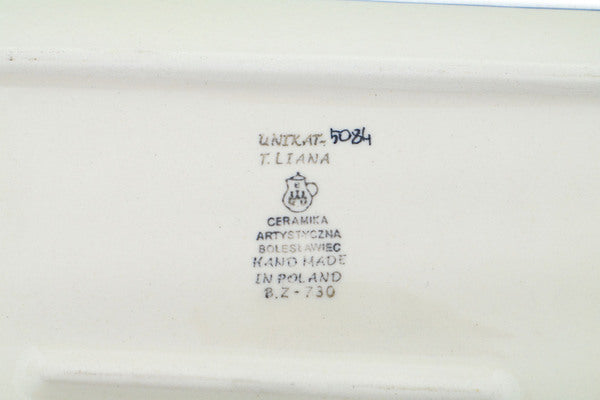 UNIKAT-5084
T. LIANA
CERAMIKA
ARTYSTYCZNA
BOLESŁAWIEC
HAND MADE
IN POLAND
B.Z-730